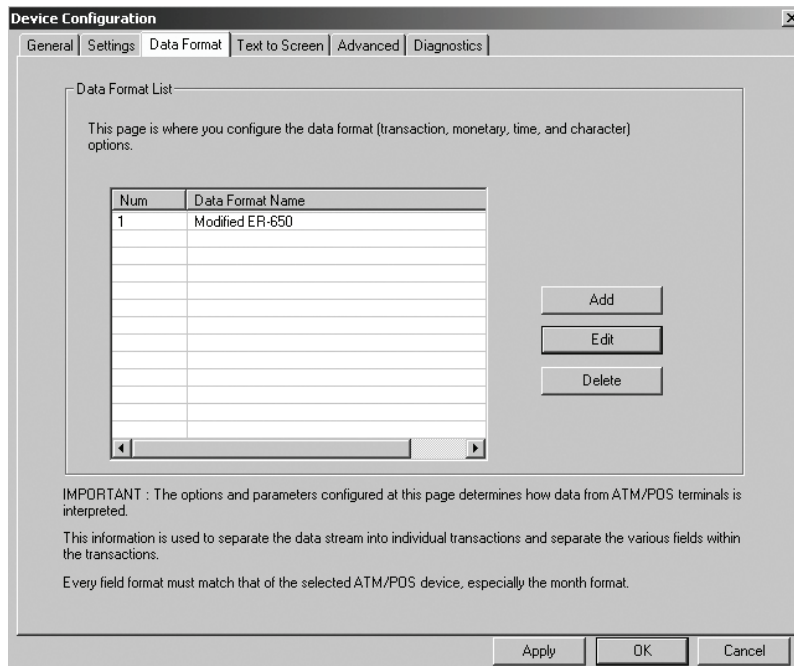 Device Configuration
General Settings Data Format Text to Screen Advanced Diagnostics
Data Format List
This page is where you configure the data format (transaction, monetary, time, and character)
options.
Num Data Format Name
1 Modified ER-650
Add
Edit
Delete
IMPORTANT : The options and parameters configured at this page determines how data from ATM/POS terminals is
interpreted.
This information is used to separate the data stream into individual transactions and separate the various fields within
the transactions.
Every field format must match that of the selected ATM/POS device, especially the month format.
Apply OK Cancel